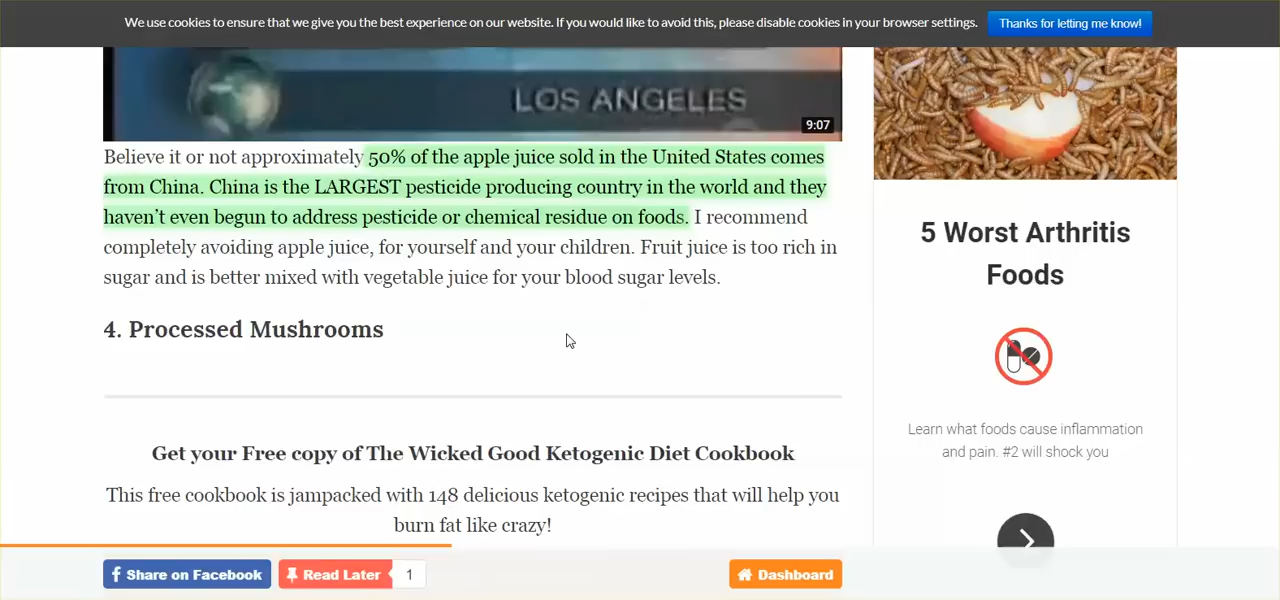 We use cookies to ensure that we give you the best experience on our website. If you would like to avoid this, please disable cookies in your browser settings.
Thanks for letting me know!
LOS ANGELES
9:07
Believe it or not approximately 50% of the apple juice sold in the United States comes
from China. China is the LARGEST pesticide producing country in the world and they
haven’t even begun to address pesticide or chemical residue on foods. I recommend
completely avoiding apple juice, for yourself and your children. Fruit juice is too rich in
sugar and is better mixed with vegetable juice for your blood sugar levels.
4. Processed Mushrooms
Get your Free copy of The Wicked Good Ketogenic Diet Cookbook
This free cookbook is jampacked with 148 delicious ketogenic recipes that will help you
burn fat like crazy!
5 Worst Arthritis
Foods
Learn what foods cause inflammation
and pain. #2 will shock you
Share on Facebook
Read Later
1
Dashboard